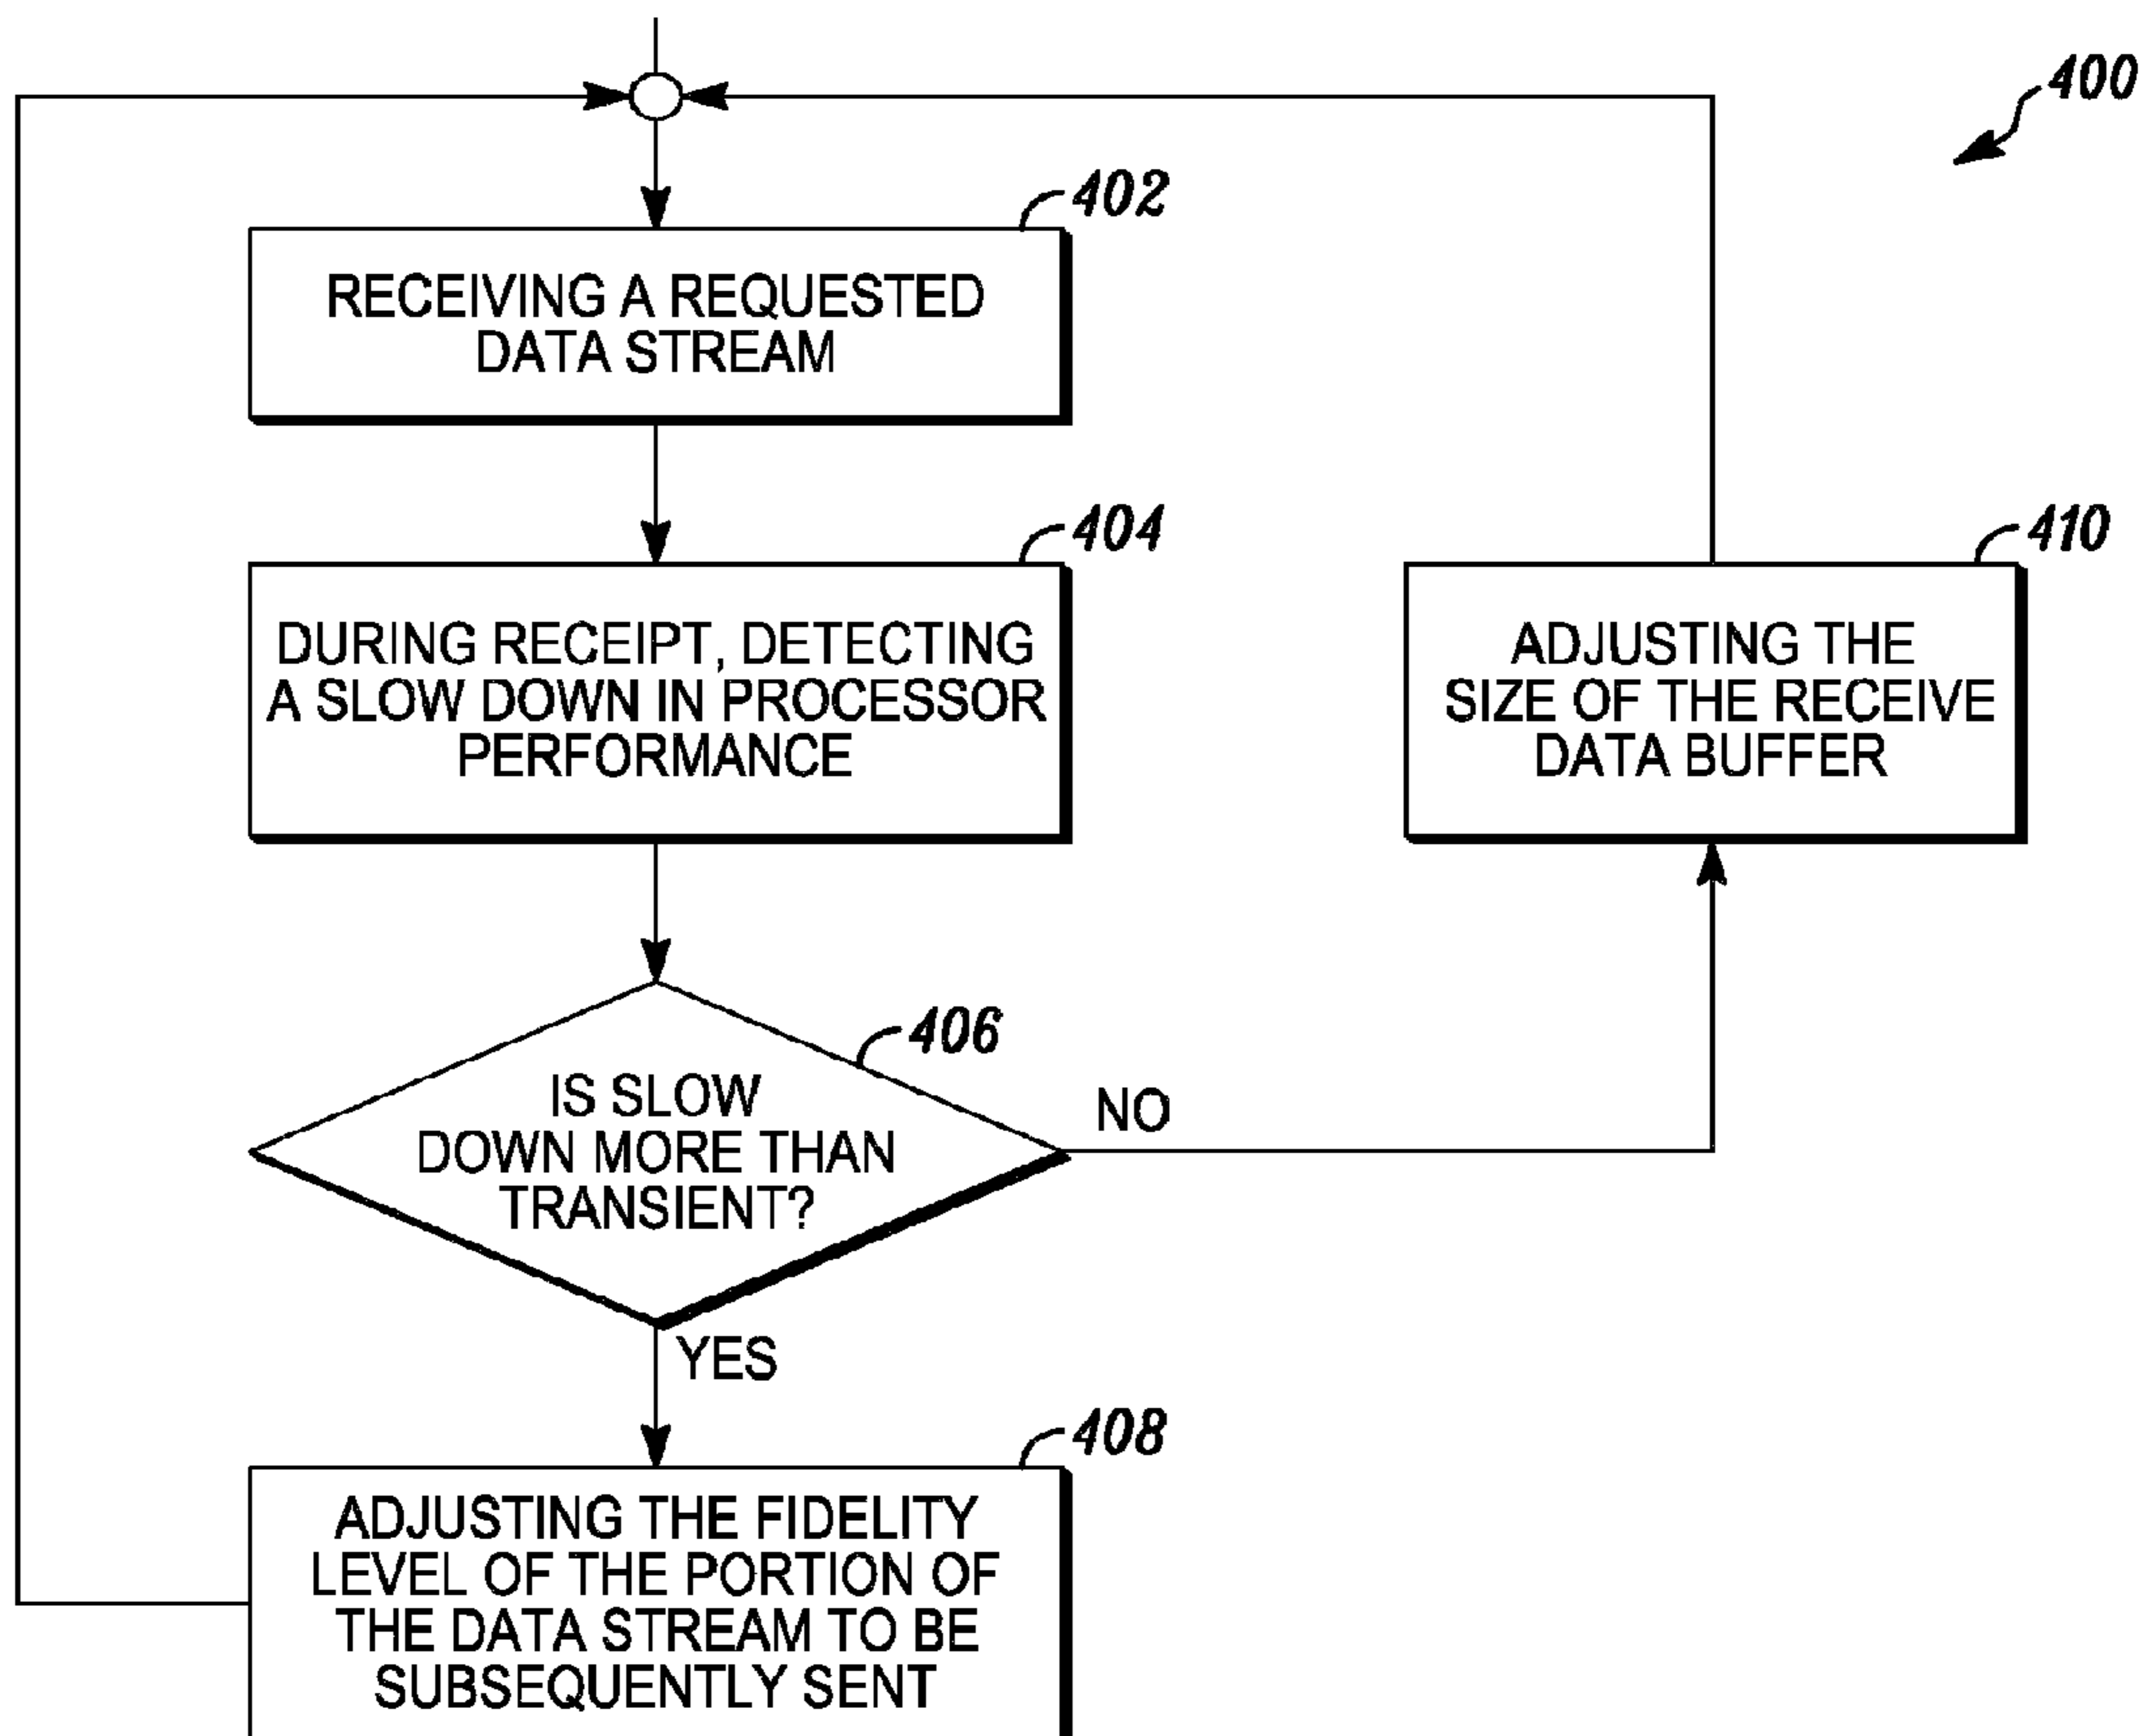 400
402
RECEIVING A REQUESTED
DATA STREAM
404
DURING RECEIPT, DETECTING
A SLOW DOWN IN PROCESSOR
PERFORMANCE
410
ADJUSTING THE
SIZE OF THE RECEIVE
DATA BUFFER
406
IS SLOW
DOWN MORE THAN
TRANSIENT?
NO
YES
408
ADJUSTING THE FIDELITY
LEVEL OF THE PORTION OF
THE DATA STREAM TO BE
SUBSEQUENTLY SENT